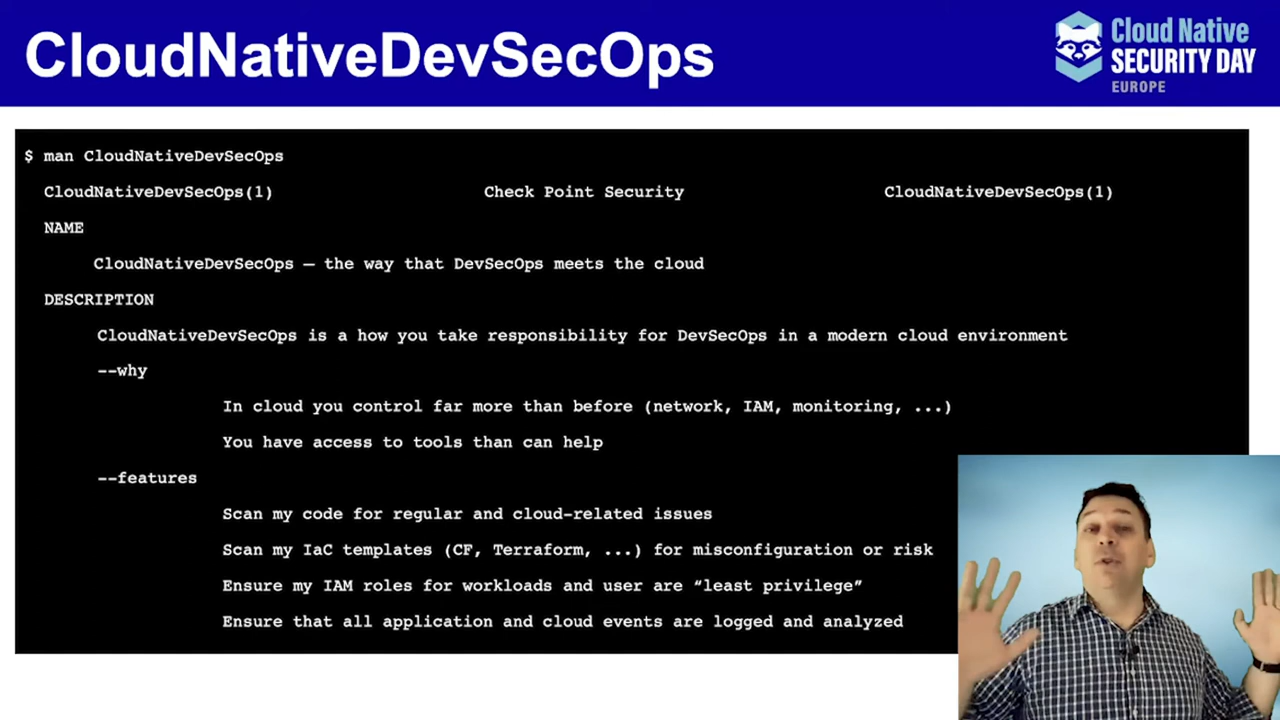 CloudNativeDevSecOps
Cloud Native
SECURITY DAY
EUROPE
$ man CloudNativeDevSecOps
CloudNativeDevSecOps(1) Check Point Security CloudNativeDevSecOps(1)
NAME
CloudNativeDevSecOps – the way that DevSecOps meets the cloud
DESCRIPTION
CloudNativeDevSecOps is a how you take responsibility for DevSecOps in a modern cloud environment
--why
In cloud you control far more than before (network, IAM, monitoring, ...)
You have access to tools than can help
--features
Scan my code for regular and cloud-related issues
Scan my IaC templates (CF, Terraform, ...) for misconfiguration or risk
Ensure my IAM roles for workloads and user are “least privilege”
Ensure that all application and cloud events are logged and analyzed